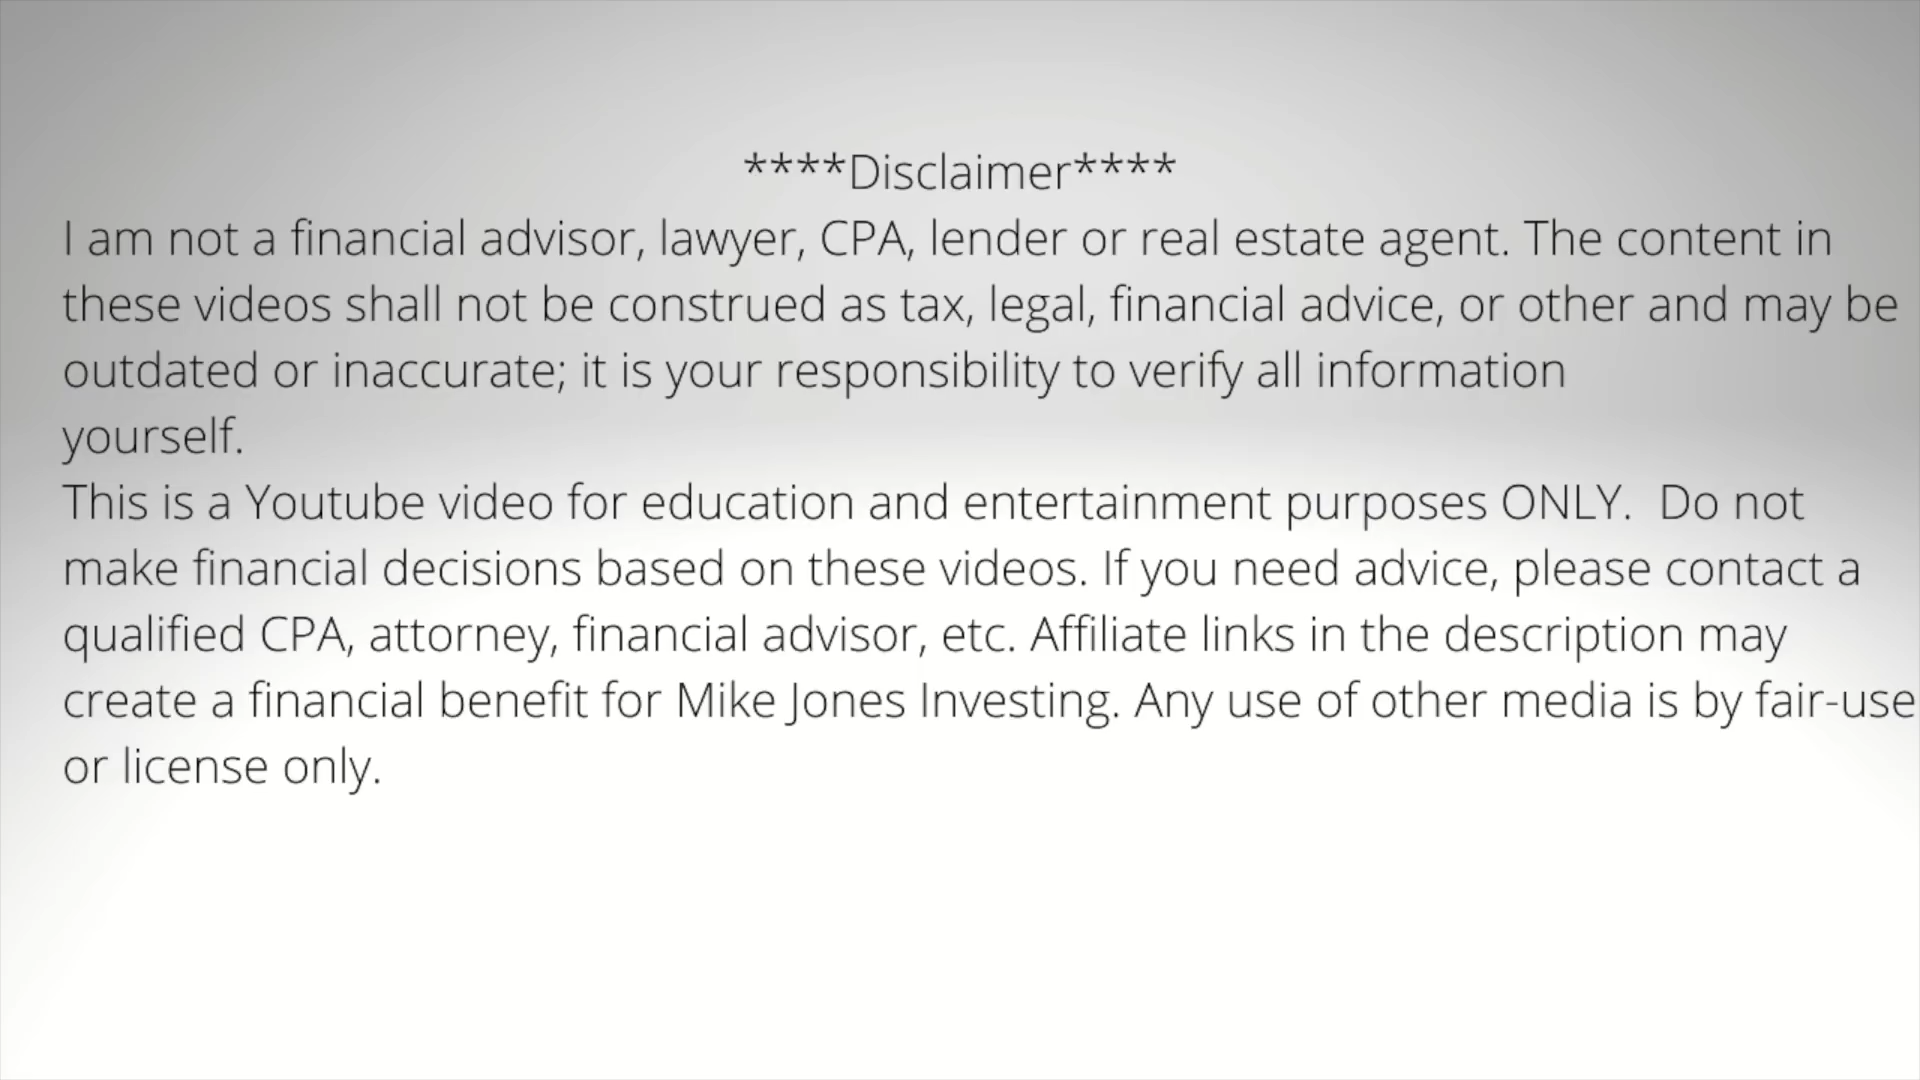 ****Disclaimer****
I am not a financial advisor, lawyer, CPA, lender or real estate agent. The content in
these videos shall not be construed as tax, legal, financial advice, or other and may be
outdated or inaccurate; it is your responsibility to verify all information
yourself.
This is a Youtube video for education and entertainment purposes ONLY.  Do not
make financial decisions based on these videos. If you need advice, please contact a
qualified CPA, attorney, financial advisor, etc. Affiliate links in the description may
create a financial benefit for Mike Jones Investing. Any use of other media is by fair-use
or license only.